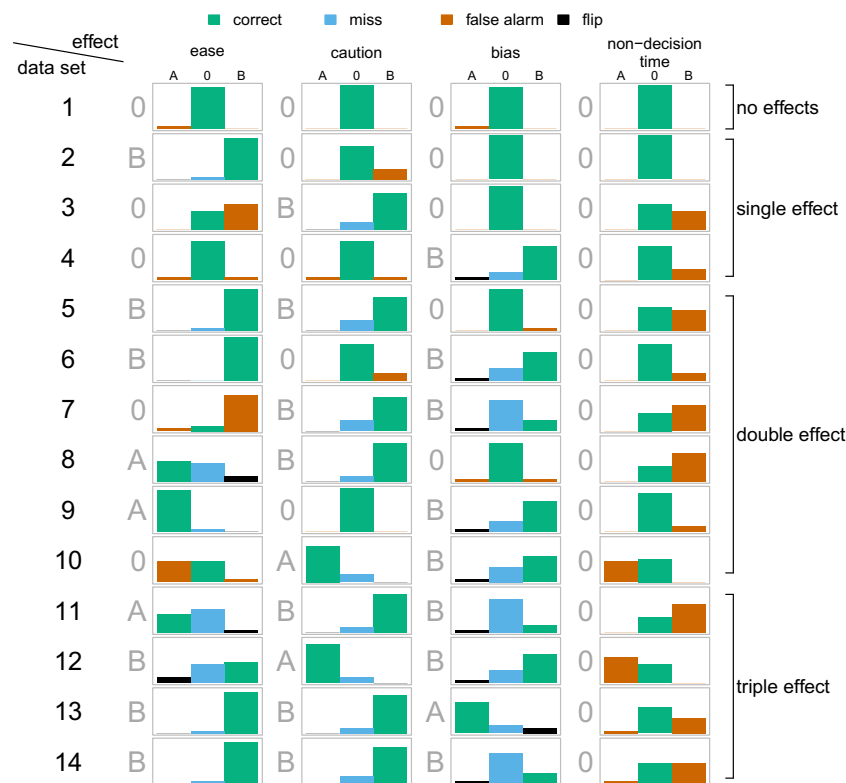 correct miss false alarm flip
effect
data set
ease caution bias non−decision time
A 0 B A 0 B A 0 B A 0 B
1 0 0 0 0 no effects
2 B 0 0 0
3 0 B 0 0 single effect
4 0 0 B 0
5 B B 0 0
6 B 0 B 0
7 0 B B 0 double effect
8 A B 0 0
9 A 0 B 0
10 0 A B 0
11 A B B 0
12 B A B 0
13 B B A 0 triple effect
14 B B B 0